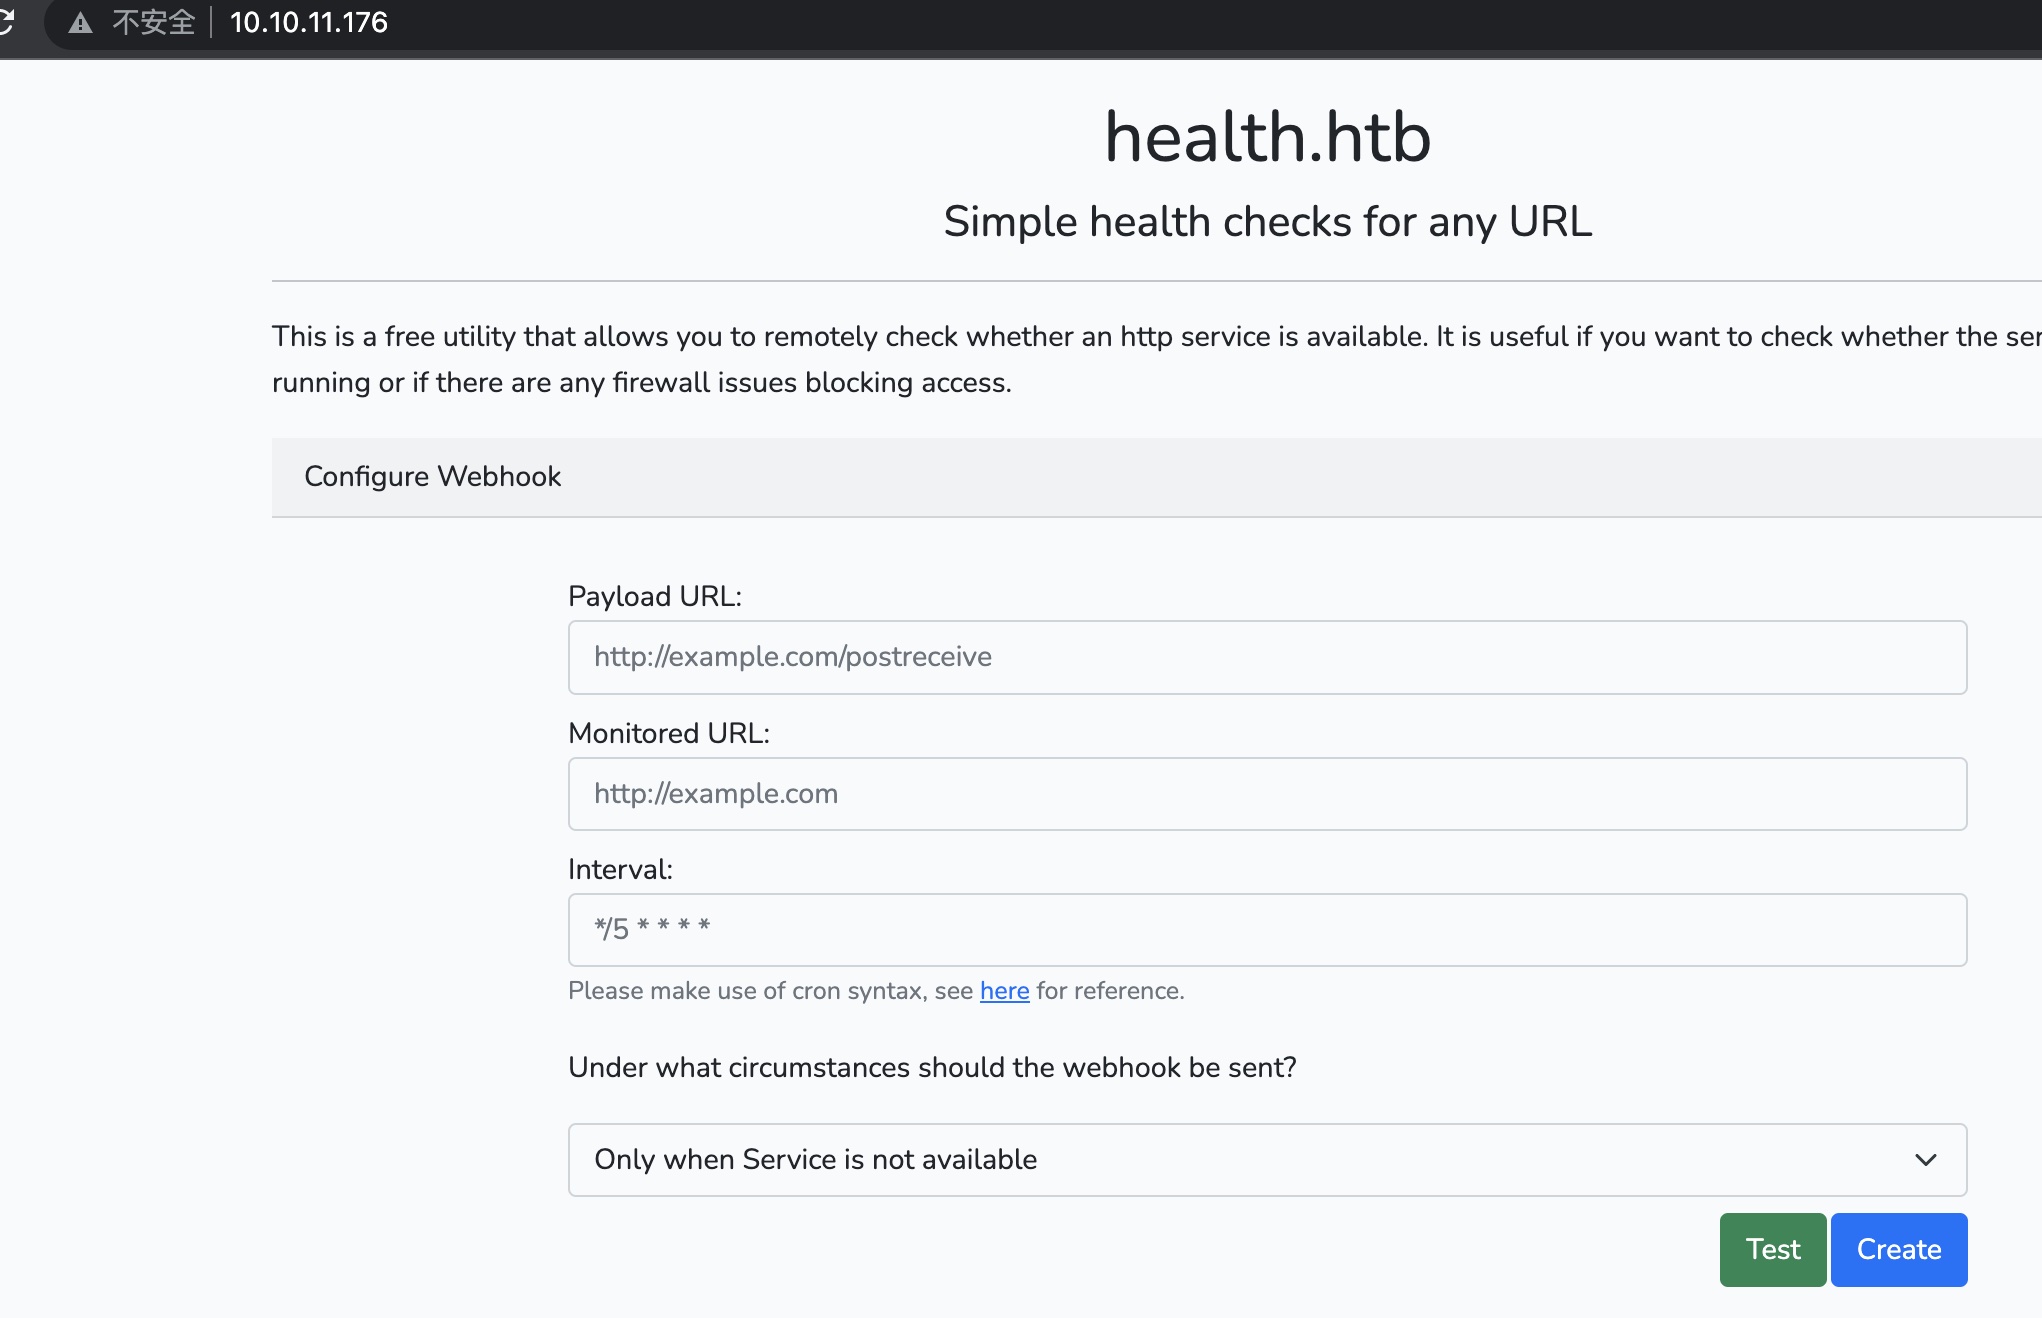 不安全 10.10.11.176
health.htb
Simple health checks for any URL
This is a free utility that allows you to remotely check whether an http service is available. It is useful if you want to check whether the
running or if there are any firewall issues blocking access.
Configure Webhook
Payload URL:
http://example.com/postreceive
Monitored URL:
http://example.com
Interval:
*/5 * * * *
Please make use of cron syntax, see here for reference.
Under what circumstances should the webhook be sent?
Only when Service is not available
Test Create